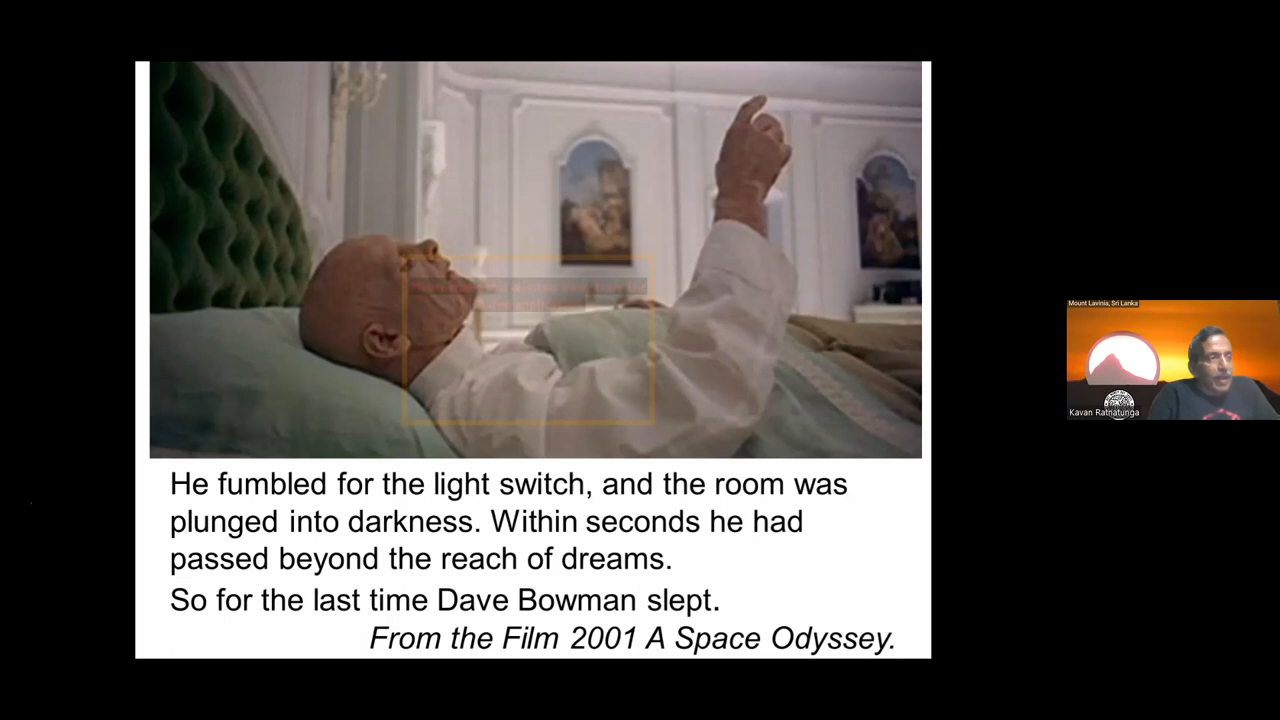 He fumbled for the light switch, and the room was
plunged into darkness. Within seconds he had
passed beyond the reach of dreams.
So for the last time Dave Bowman slept.
From the Film 2001 A Space Odyssey.
Mount Lavinia, Sri Lanka
Kavan Ratnatunga